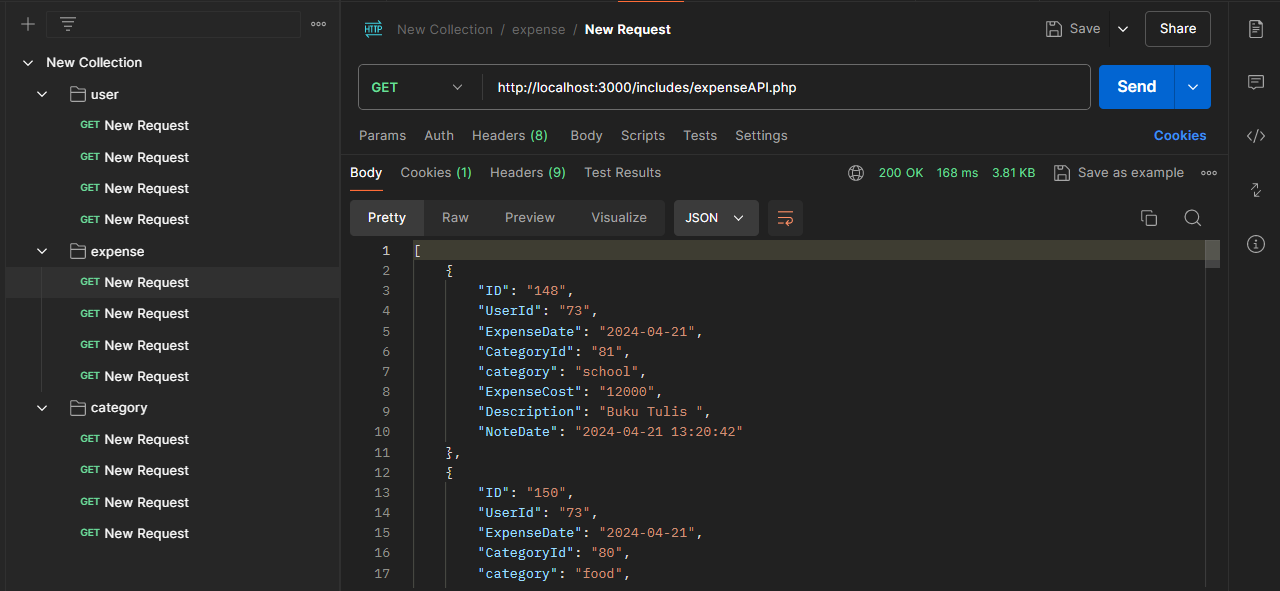 New Collection
user
GET New Request
GET New Request
GET New Request
GET New Request
expense
GET New Request
GET New Request
GET New Request
GET New Request
category
GET New Request
GET New Request
GET New Request
GET New Request
HTTP New Collection / expense / New Request Save Share
GET http://localhost:3000/includes/expenseAPI.php Send
Params Auth Headers (8) Body Scripts Tests Settings Cookies
Body Cookies (1) Headers (9) Test Results 200 OK 168 ms 3.81 KB Save as example
Pretty Raw Preview Visualize JSON
1 [
2 {
3 "ID": "148",
4 "UserId": "73",
5 "ExpenseDate": "2024-04-21",
6 "CategoryId": "81",
7 "category": "school",
8 "ExpenseCost": "12000",
9 "Description": "Buku Tulis ",
10 "NoteDate": "2024-04-21 13:20:42"
11 },
12 {
13 "ID": "150",
14 "UserId": "73",
15 "ExpenseDate": "2024-04-21",
16 "CategoryId": "80",
17 "category": "food",